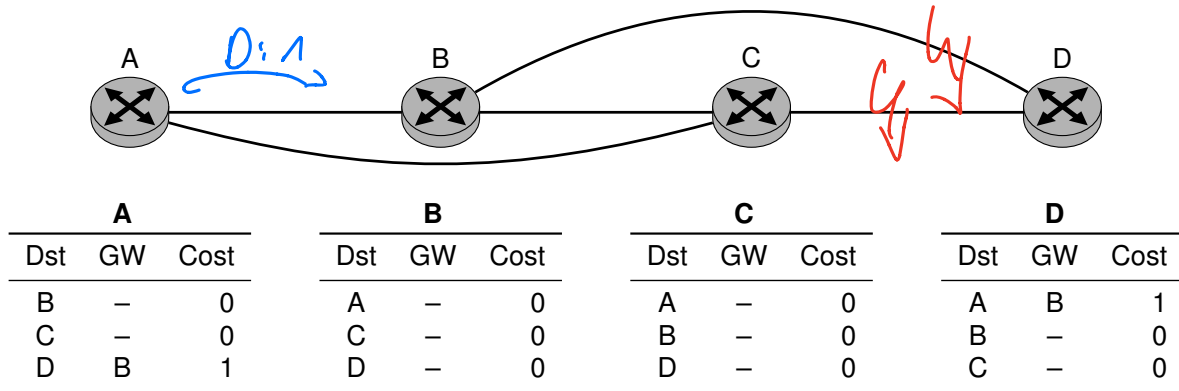 D: 1
A B C D
A B C D
Dst GW Cost Dst GW Cost Dst GW Cost Dst GW Cost
B – 0 A – 0 A – 0 A B 1
C – 0 C – 0 B – 0 B – 0
D B 1 D – 0 D – 0 C – 0